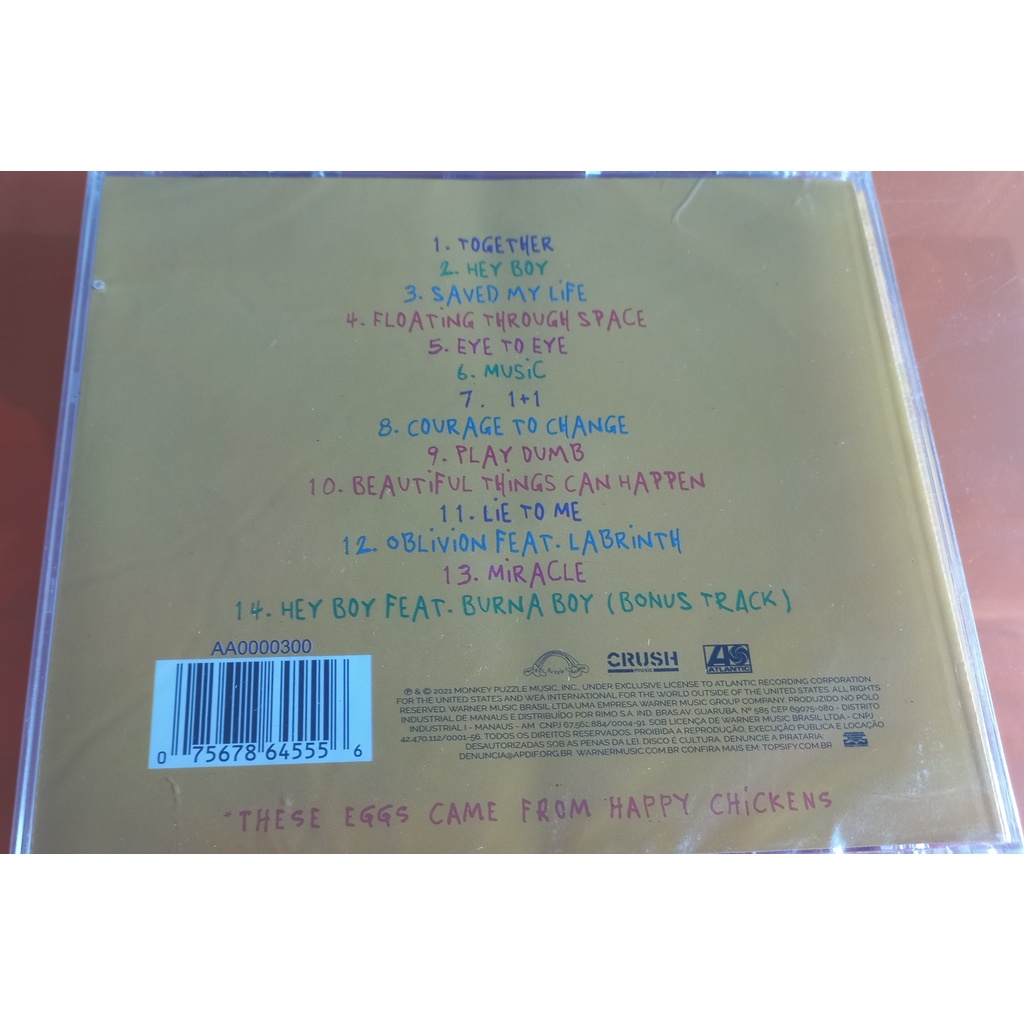 1. TOGETHER
2. HEY BOY
3. SAVED MY LiFE
4. FLOATiNG THROUGH SPACE
5. EYE TO EYE
6. MUSiC
7. 1+1
8. COURAGE TO CHANGE
9. PLAY DUMB
10. BEAUTiFUL THiNGS CAN HAPPEN
11. LiE TO ME
12. OBLiViON FEAT. LABRiNTH
13. MiRACLE
14. HEY BOY FEAT. BURNA BOY (BONUS TRACK)
AA0000300
0 75678 64555 6
CRUSH
MUSIC
ATLANTIC
℗ & © 2021 MONKEY PUZZLE MUSIC, INC., UNDER EXCLUSIVE LICENSE TO ATLANTIC RECORDING CORPORATION
FOR THE UNITED STATES AND WEA INTERNATIONAL FOR THE WORLD OUTSIDE OF THE UNITED STATES. ALL RIGHTS
RESERVED. WARNER MUSIC BRASIL LTDA UMA EMPRESA WARNER MUSIC GROUP COMPANY. PRODUZIDO NO PÓLO
INDUSTRIAL DE MANAUS E DISTRIBUÍDO POR RIMO S.A. IND. BRAS. AV. GUARUBA, Nº 585 CEP 69075-080 - DISTRITO
INDUSTRIAL I - MANAUS - AM CNPJ 67.562.884/0004-91. SOB LICENÇA DE WARNER MUSIC BRASIL LTDA - CNPJ
42.470.112/0001-56. TODOS OS DIREITOS RESERVADOS. PROIBIDA A REPRODUÇÃO, EXECUÇÃO PÚBLICA E LOCAÇÃO
DESAUTORIZADAS SOB AS PENAS DA LEI. DISCO É CULTURA. DENUNCIE A PIRATARIA:
DENUNCIA@APDIF.ORG.BR WARNERMUSIC.COM.BR CONFIRA MAIS EM: TOPSIFY.COM.BR
*THESE EGGS CAME FROM HAPPY CHiCKENS